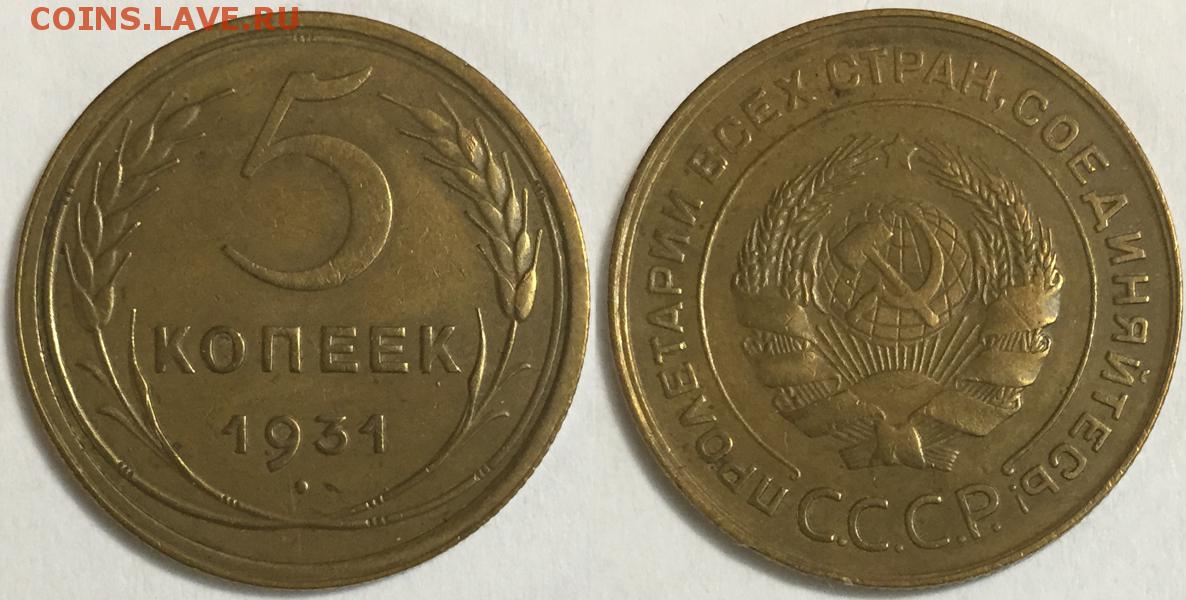 COINS.LAVE.RU
5
КОПЕЕК
1931
ПРОЛЕТАРИИ ВСЕХ СТРАН, СОЕДИНЯЙТЕСЬ!
С.С.С.Р.